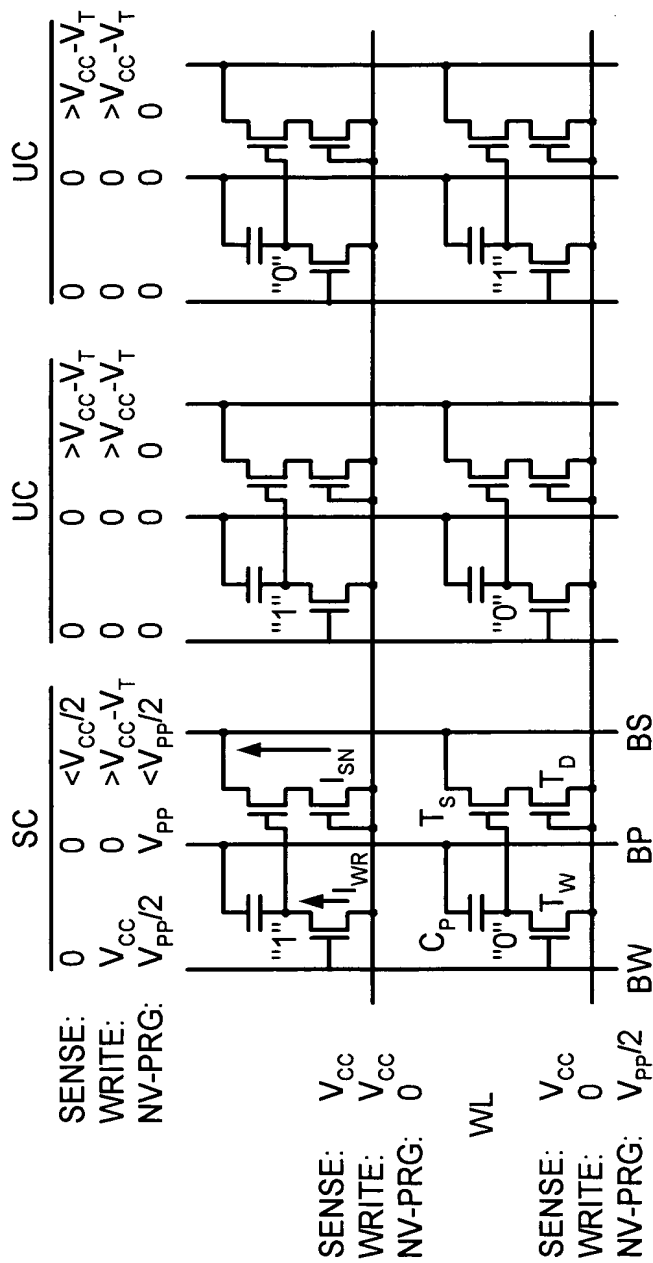 SC UC UC
SENSE: 0 0 <V_CC/2 0 0 >V_CC-V_T 0 0 >V_CC-V_T
WRITE: V_CC 0 >V_CC-V_T 0 0 >V_CC-V_T 0 0 >V_CC-V_T
NV-PRG: V_PP/2 V_PP <V_PP/2 0 0 0 0 0 0
"1" I_WR I_SN "1" "0"
SENSE: V_CC
WRITE: V_CC
NV-PRG: 0
WL
C_P T_S
"0" T_W T_D "0" "1"
SENSE: V_CC
WRITE: 0
NV-PRG: V_PP/2
BW BP BS